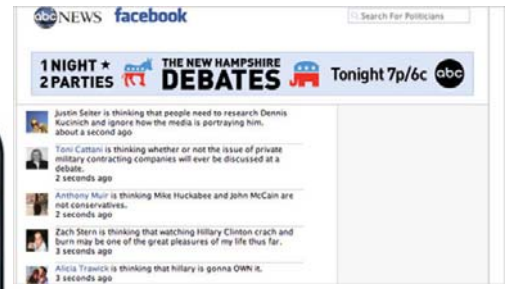 abc NEWS facebook
Search For Politicians
1 NIGHT ★
2 PARTIES
THE NEW HAMPSHIRE
DEBATES
Tonight 7p/6c abc
Justin Seiter is thinking that people need to research Dennis
Kucinich and ignore how the media is portraying him.
about a second ago
Toni Cattani is thinking whether or not the issue of private
military contracting companies will ever be discussed at a
debate.
2 seconds ago
Anthony Muir is thinking Mike Huckabee and John McCain are
not conservatives.
2 seconds ago
Zach Stern is thinking that watching Hillary Clinton crach and
burn may be one of the great pleasures of my life thus far.
3 seconds ago
Alicia Trawick is thinking that hillary is gonna OWN it.
3 seconds ago